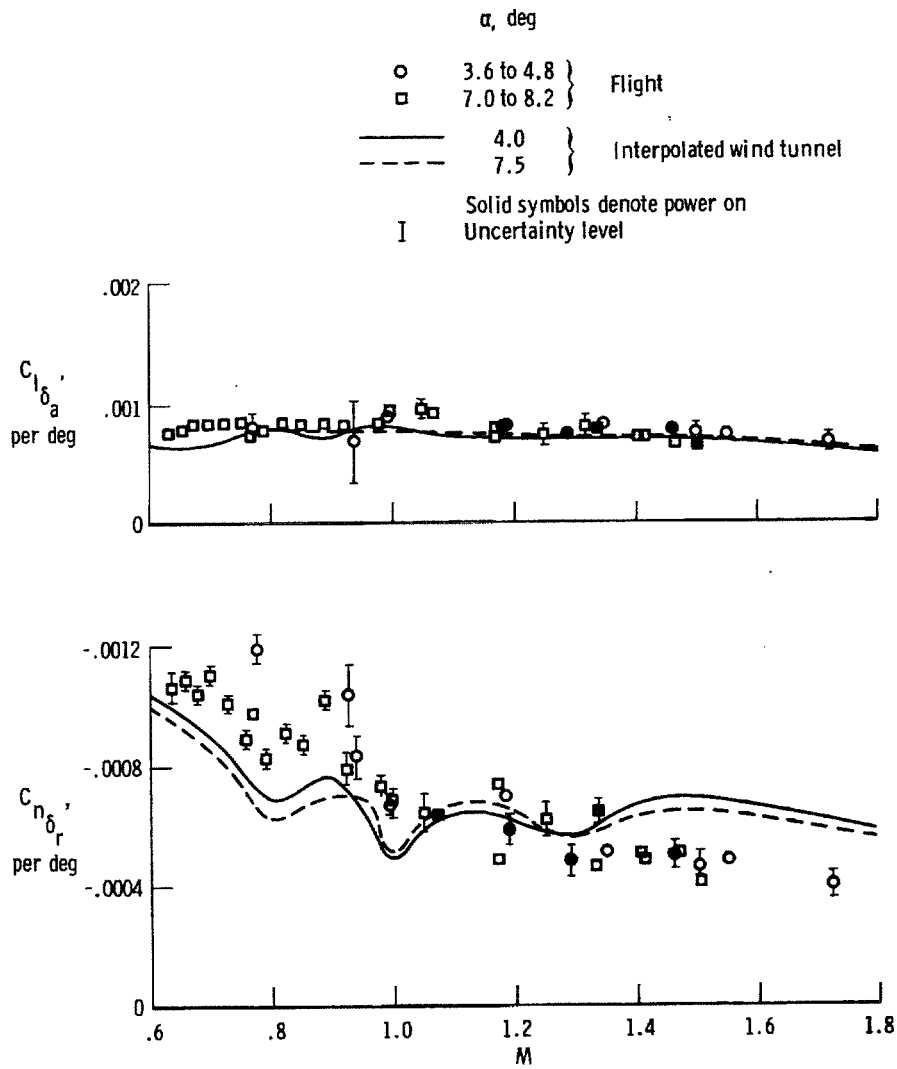 α, deg
3.6 to 4.8
7.0 to 8.2
Flight
4.0
7.5
Interpolated wind tunnel
Solid symbols denote power on
Uncertainty level
.002
.001
0
C_{l_{δ_a}},
per deg
-.0012
-.0008
-.0004
0
C_{n_{δ_r}},
per deg
.6
.8
1.0
1.2
1.4
1.6
1.8
M